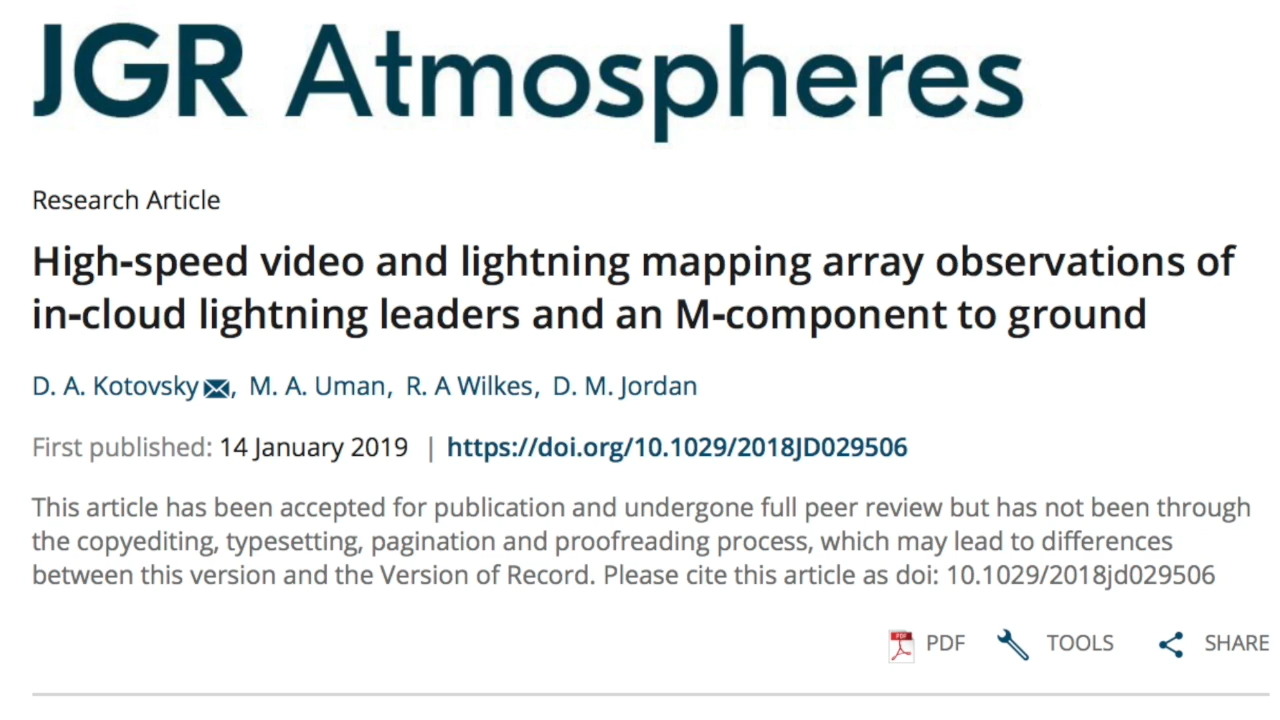 JGR Atmospheres
Research Article
High-speed video and lightning mapping array observations of
in-cloud lightning leaders and an M-component to ground
D. A. Kotovsky, M. A. Uman, R. A Wilkes, D. M. Jordan
First published: 14 January 2019 | https://doi.org/10.1029/2018JD029506
This article has been accepted for publication and undergone full peer review but has not been through
the copyediting, typesetting, pagination and proofreading process, which may lead to differences
between this version and the Version of Record. Please cite this article as doi: 10.1029/2018jd029506
PDF PDF TOOLS SHARE